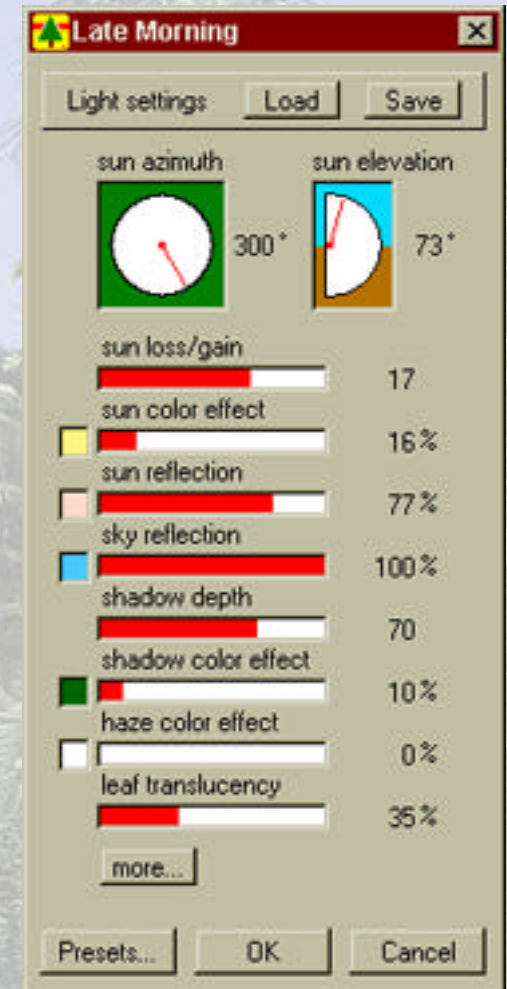 Late Morning
Light settings Load Save
sun azimuth sun elevation
300° 73°
sun loss/gain
17
sun color effect
16%
sun reflection
77%
sky reflection
100%
shadow depth
70
shadow color effect
10%
haze color effect
0%
leaf translucency
35%
more...
Presets... OK Cancel